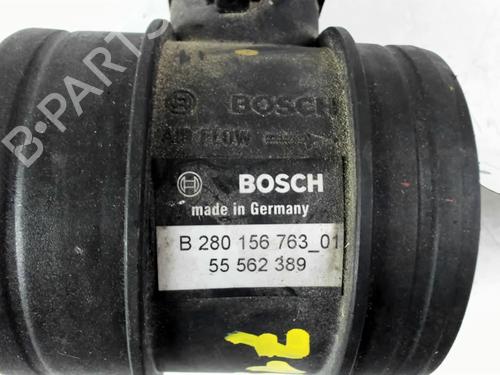 BOSCH
AIR FLOW
BOSCH
made in Germany
B 280 156 763_01
55 562 389
B-PARTS